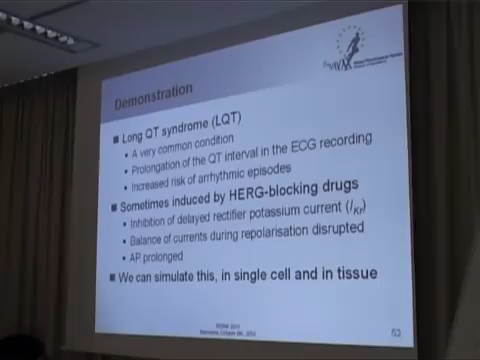 Demonstration
Long QT syndrome (LQT)
A very common condition
Prolongation of the QT interval in the ECG recording
Increased risk of arrhythmic episodes
Sometimes induced by HERG-blocking drugs
Inhibition of delayed rectifier potassium current (IKr)
Balance of currents during repolarisation disrupted
AP prolonged
We can simulate this, in single cell and in tissue
52